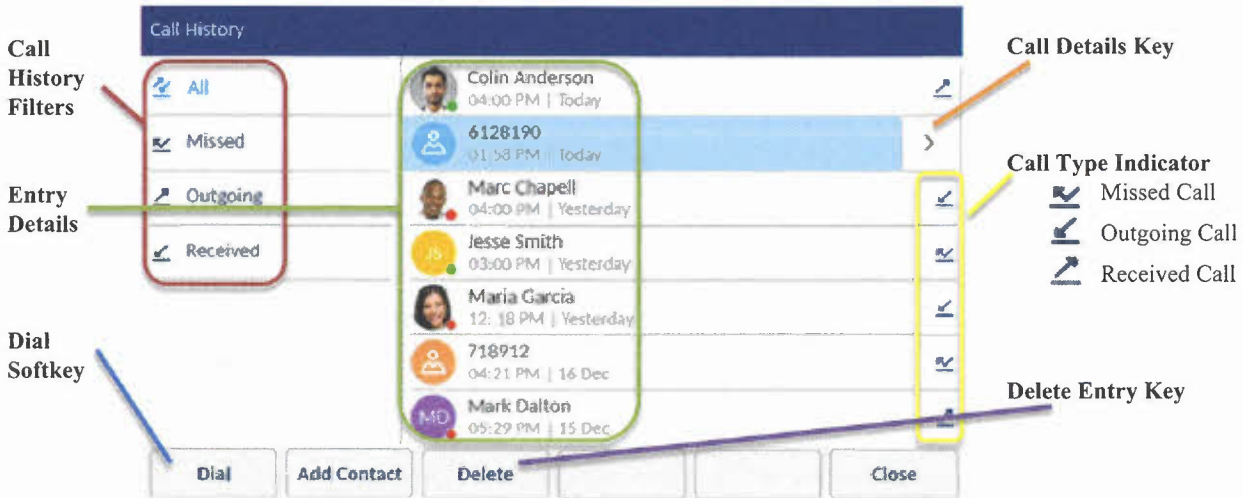 Call History
Call
History
Filters
All
Missed
Outgoing
Received
Entry
Details
Dial
Softkey
Colin Anderson
04:00 PM | Today
6128190
01:58 PM | Today
Marc Chapell
04:00 PM | Yesterday
JS
Jesse Smith
03:00 PM | Yesterday
Maria Garcia
12:18 PM | Yesterday
718912
04:21 PM | 16 Dec
MD
Mark Dalton
05:29 PM | 15 Dec
Call Details Key
Call Type Indicator
Missed Call
Outgoing Call
Received Call
Delete Entry Key
Dial
Add Contact
Delete
Close